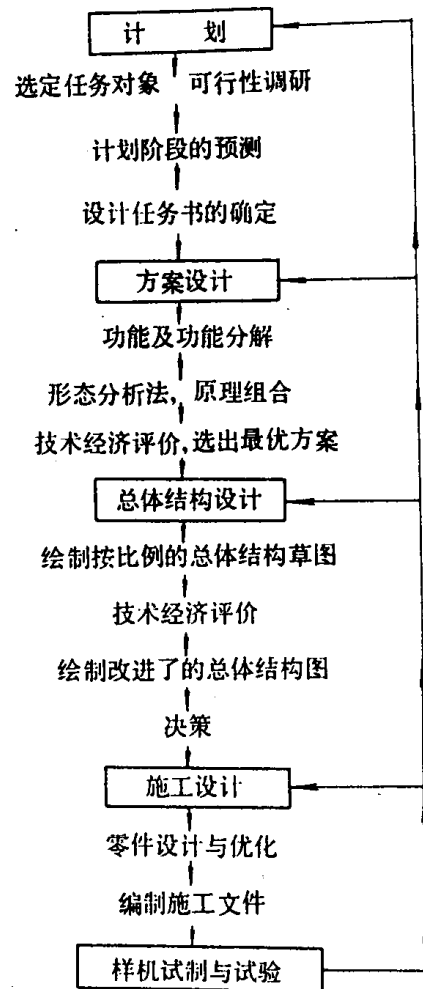 计 划
选定任务对象 可行性调研
计划阶段的预测
设计任务书的确定
方案设计
功能及功能分解
形态分析法,原理组合
技术经济评价,选出最优方案
总体结构设计
绘制按比例的总体结构草图
技术经济评价
绘制改进了的总体结构图
决策
施工设计
零件设计与优化
编制施工文件
样机试制与试验